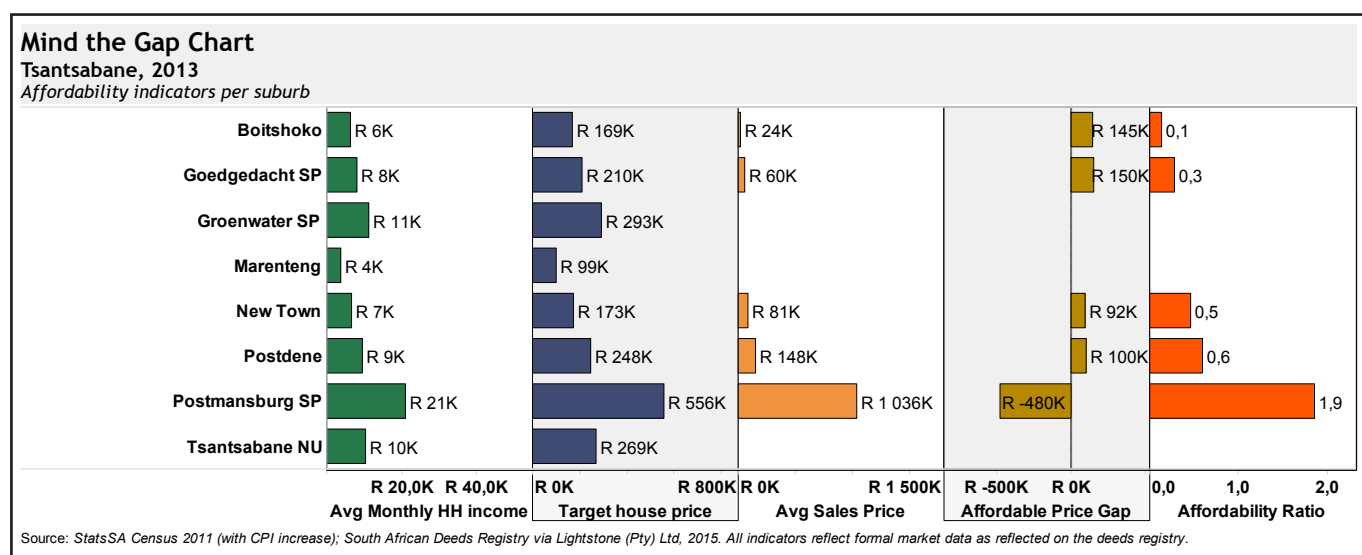 Mind the Gap Chart
Tsantsabane, 2013
Affordability indicators per suburb
Boitshoko R 6K R 169K R 24K R 145K 0,1
Goedgedacht SP R 8K R 210K R 60K R 150K 0,3
Groenwater SP R 11K R 293K
Marenteng R 4K R 99K
New Town R 7K R 173K R 81K R 92K 0,5
Postdene R 9K R 248K R 148K R 100K 0,6
Postmansburg SP R 21K R 556K R 1 036K R -480K 1,9
Tsantsabane NU R 10K R 269K
R 20,0K R 40,0K R 0K R 800K R 0K R 1 500K R -500K R 0K 0,0 1,0 2,0
Avg Monthly HH income Target house price Avg Sales Price Affordable Price Gap Affordability Ratio
Source: StatsSA Census 2011 (with CPI increase); South African Deeds Registry via Lightstone (Pty) Ltd, 2015. All indicators reflect formal market data as reflected on the deeds registry.